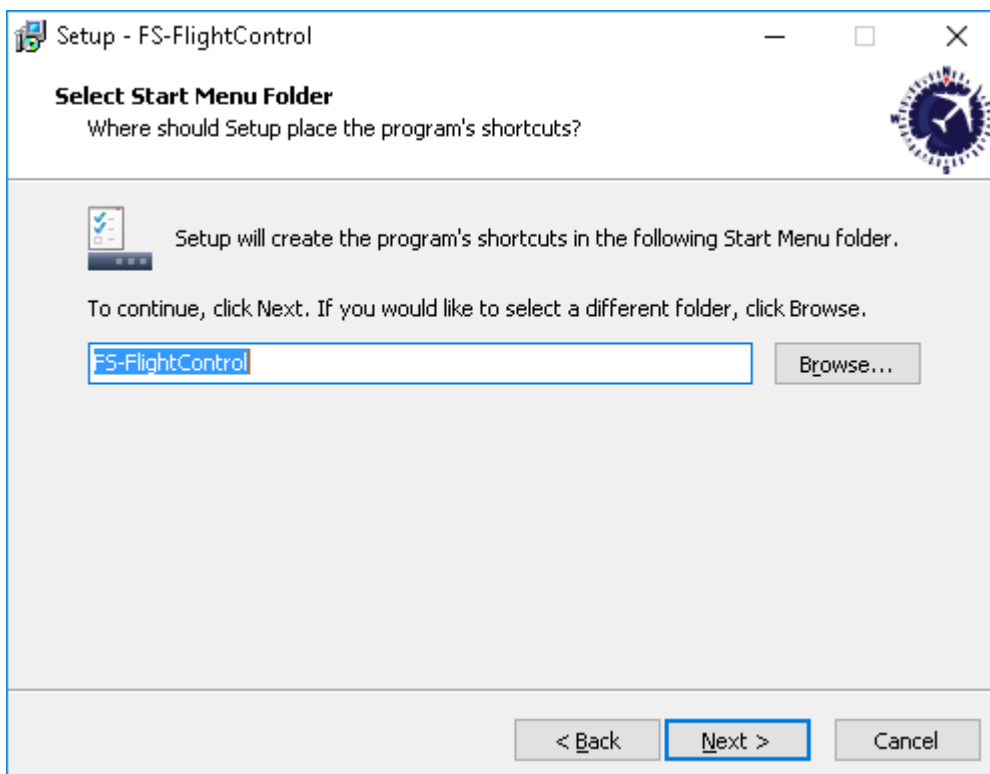 Setup - FS-FlightControl
Select Start Menu Folder
Where should Setup place the program's shortcuts?
Setup will create the program's shortcuts in the following Start Menu folder.
To continue, click Next. If you would like to select a different folder, click Browse.
FS-FlightControl
Browse...
< Back
Next >
Cancel